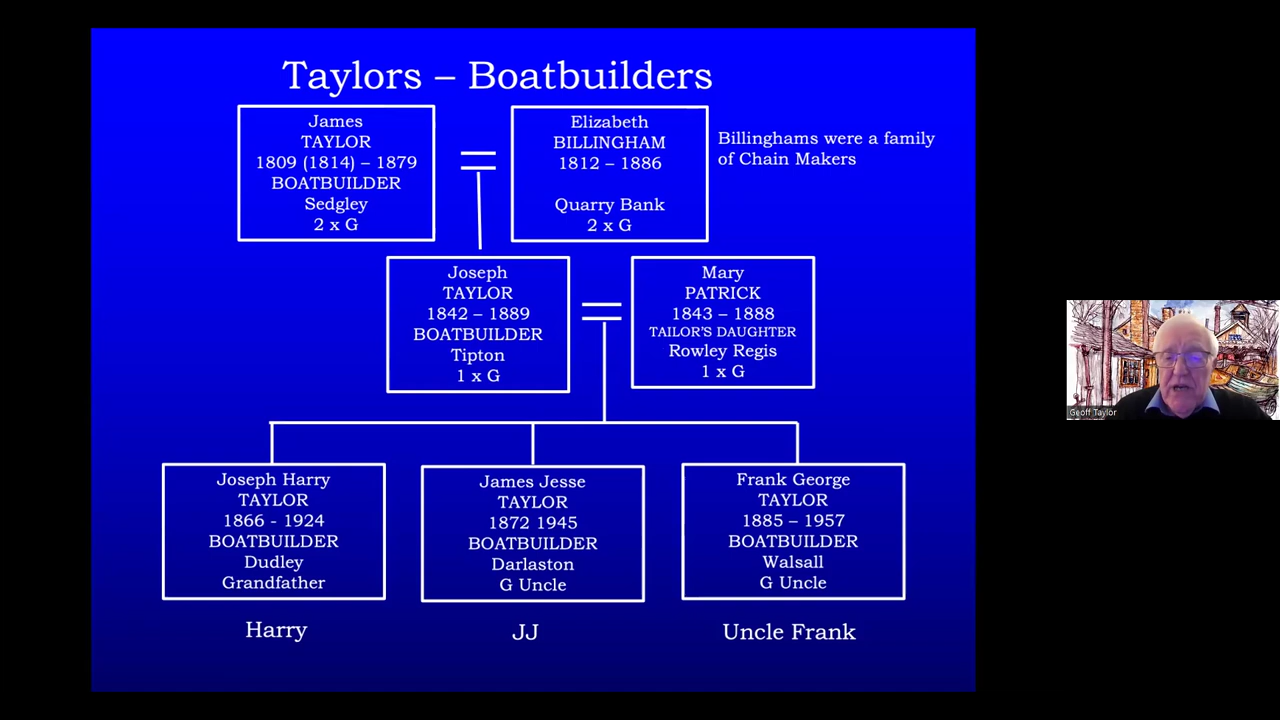 Taylors – Boatbuilders
James
TAYLOR
1809 (1814) – 1879
BOATBUILDER
Sedgley
2 x G
Elizabeth
BILLINGHAM
1812 – 1886
Quarry Bank
2 x G
Billinghams were a family
of Chain Makers
Joseph
TAYLOR
1842 – 1889
BOATBUILDER
Tipton
1 x G
Mary
PATRICK
1843 – 1888
TAILOR'S DAUGHTER
Rowley Regis
1 x G
Joseph Harry
TAYLOR
1866 - 1924
BOATBUILDER
Dudley
Grandfather
James Jesse
TAYLOR
1872 1945
BOATBUILDER
Darlaston
G Uncle
Frank George
TAYLOR
1885 – 1957
BOATBUILDER
Walsall
G Uncle
Harry
JJ
Uncle Frank
Geoff Taylor